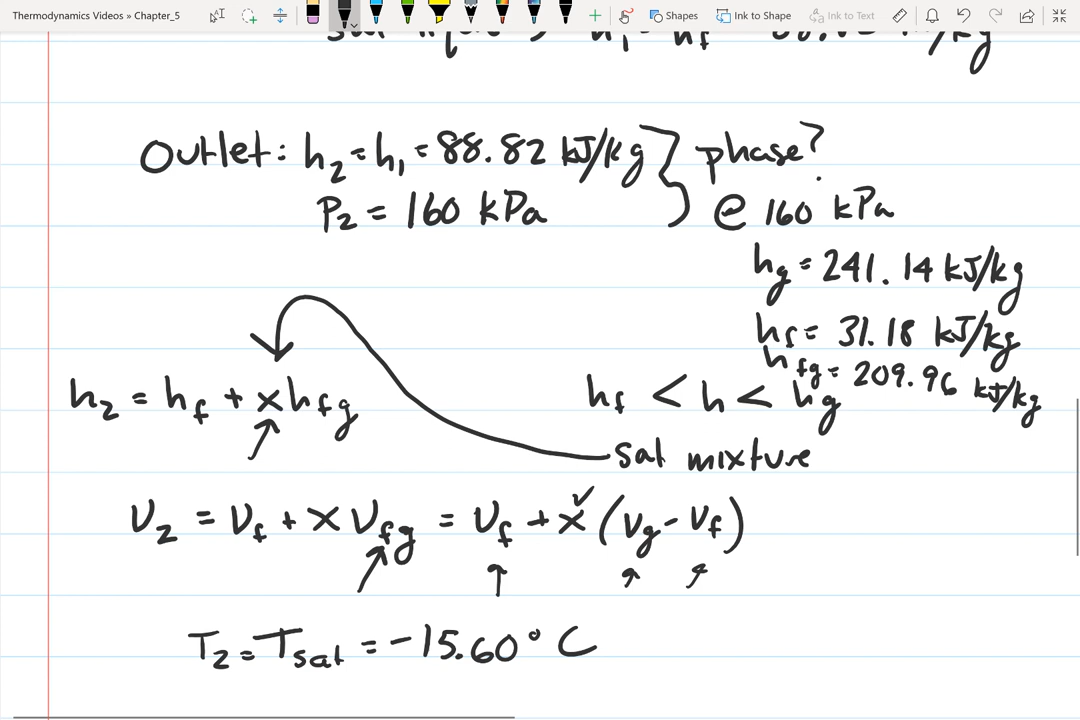 Thermodynamics Videos » Chapter_5
Shapes
Ink to Shape
Ink to Text
Outlet: h₂ = h₁ = 88.82 kJ/kg } phase?
P₂ = 160 kPa
@ 160 kPa
hg = 241.14 kJ/kg
hf = 31.18 kJ/kg
hfg = 209.96 kJ/kg
h₂ = hf + x hfg
hf < h < hg
sat mixture
v₂ = vf + x vfg = vf + x (vg - vf)
T₂ = Tsat = -15.60°C